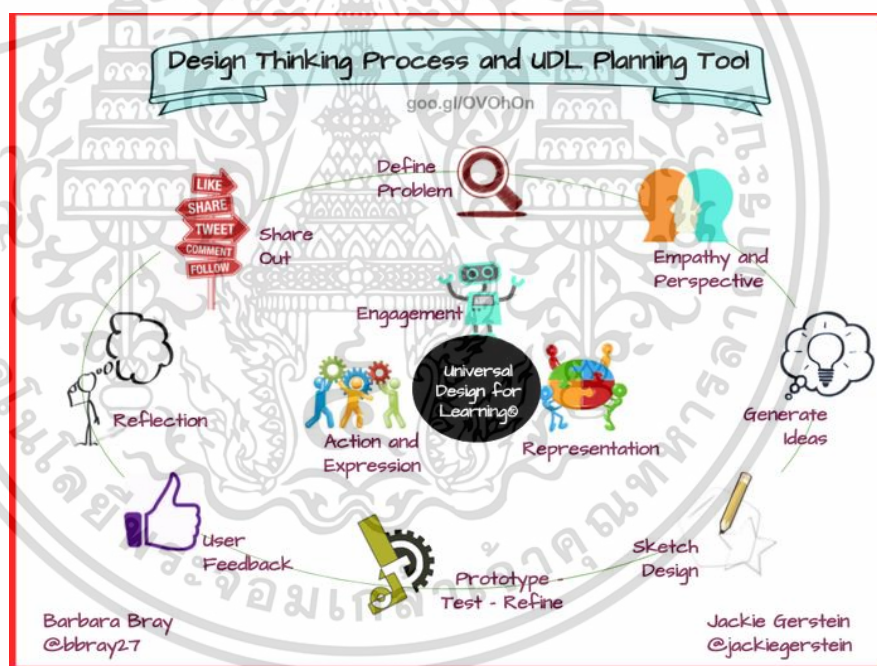 Design Thinking Process and UDL Planning Tool
goo.gl/OVOhOn
Define
Problem
LIKE
SHARE
TWEET
COMMENT
FOLLOW
Share
Out
Empathy and
Perspective
Engagement
Universal
Design for
Learning©
Reflection
Action and
Expression
Representation
Generate
Ideas
User
Feedback
Sketch
Design
Prototype -
Test - Refine
Barbara Bray
@bbray27
Jackie Gerstein
@jackiegerstein